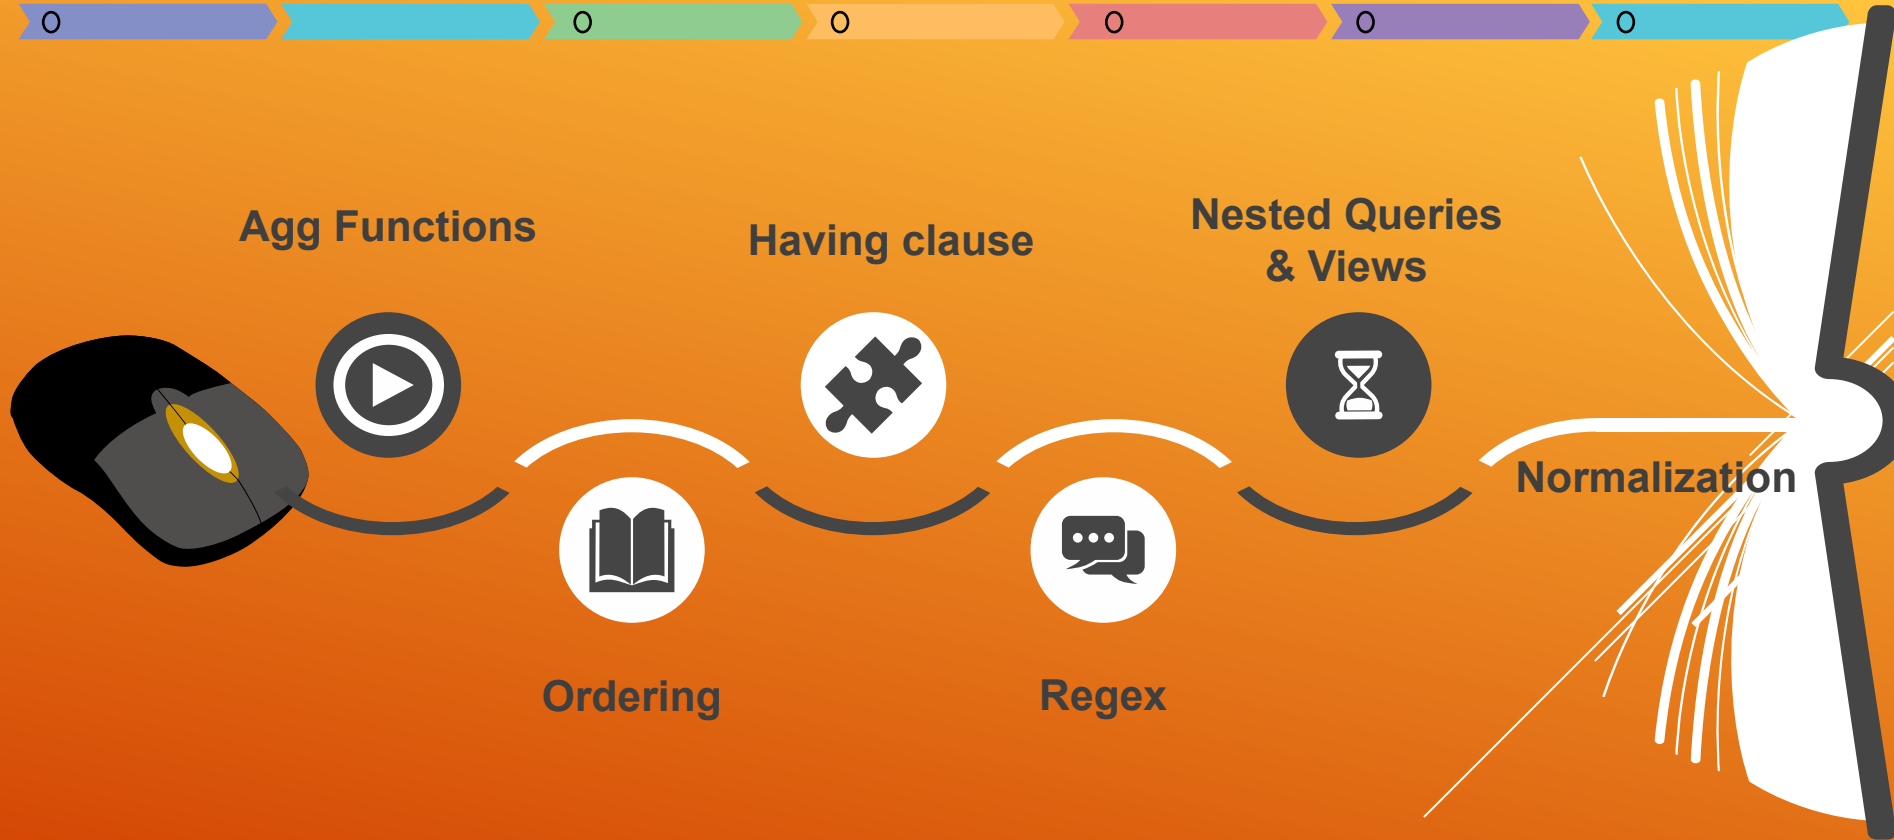 O O O O O O
Agg Functions
Having clause
Nested Queries
& Views
Normalization
Ordering
Regex